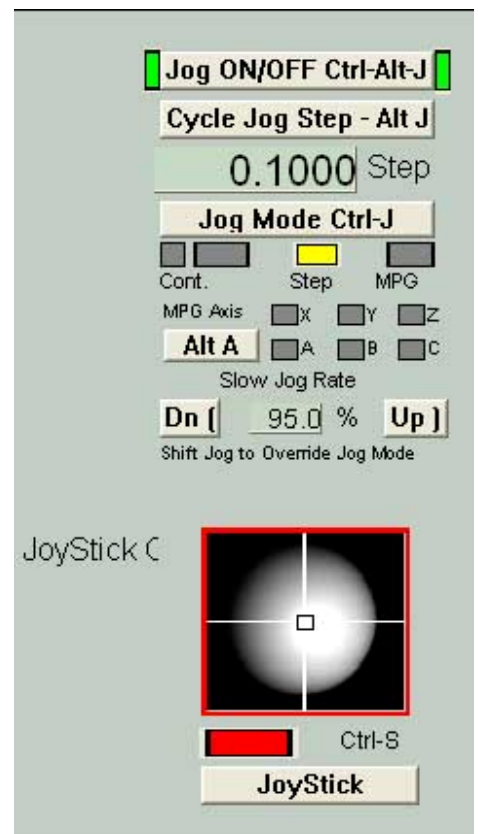 Jog ON/OFF Ctrl-Alt-J
Cycle Jog Step - Alt J
0.1000 Step
Jog Mode Ctrl-J
Cont. Step MPG
MPG Axis X Y Z
Alt A A B C
Slow Jog Rate
Dn ( 95.0 % Up )
Shift Jog to Override Jog Mode
JoyStick C
Ctrl-S
JoyStick